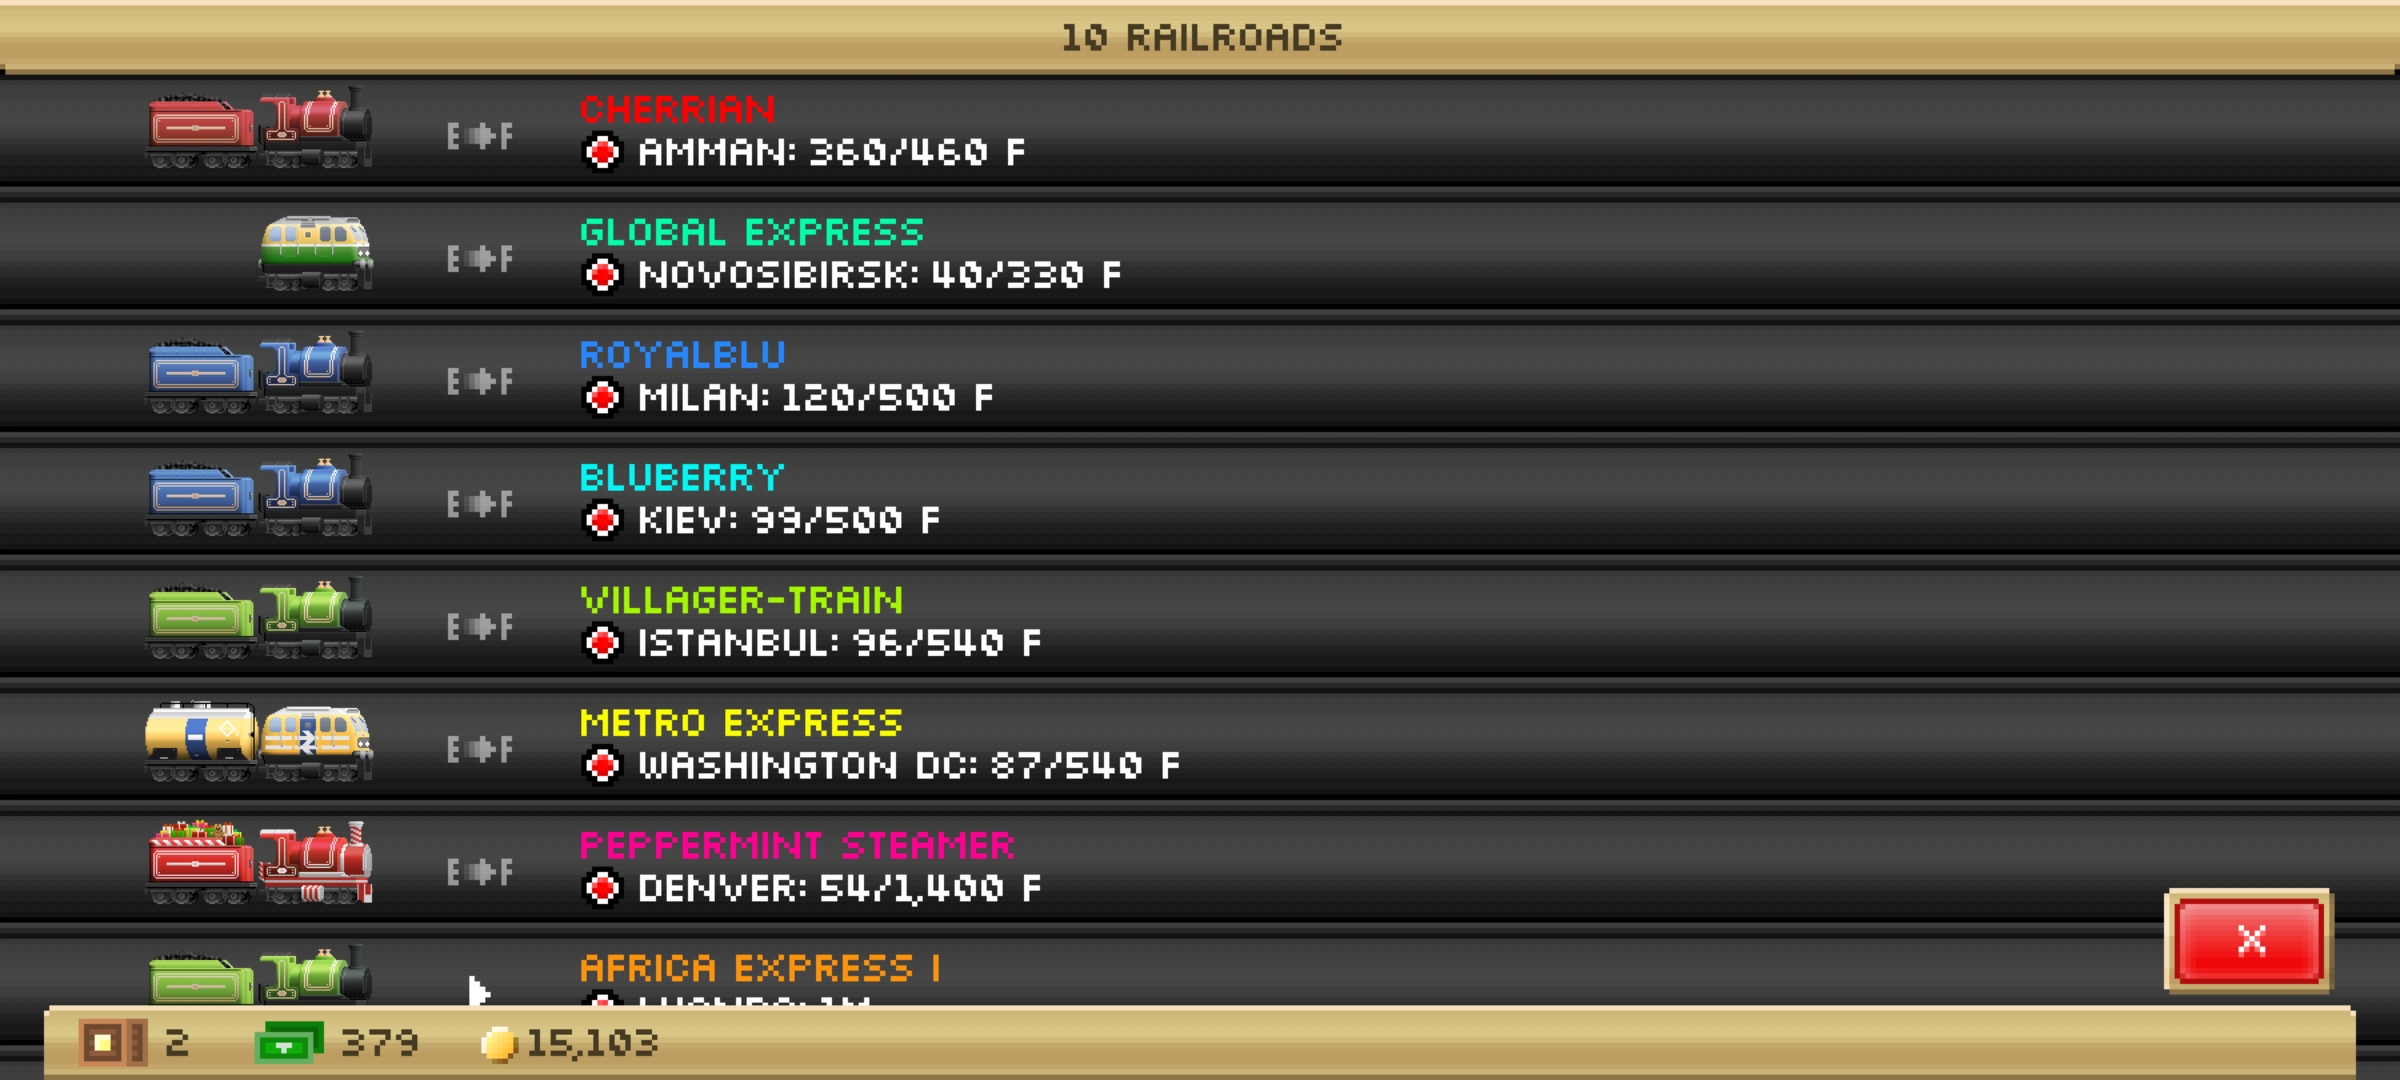 10 RAILROADS
CHERRIAN
E F
AMMAN: 360/460 F
GLOBAL EXPRESS
E F
NOVOSIBIRSK: 40/330 F
ROYALBLU
E F
MILAN: 120/500 F
BLUBERRY
E F
KIEV: 99/500 F
VILLAGER-TRAIN
E F
ISTANBUL: 96/540 F
METRO EXPRESS
E F
WASHINGTON DC: 87/540 F
PEPPERMINT STEAMER
E F
DENVER: 54/1,400 F
X
AFRICA EXPRESS I
2 379 15,103